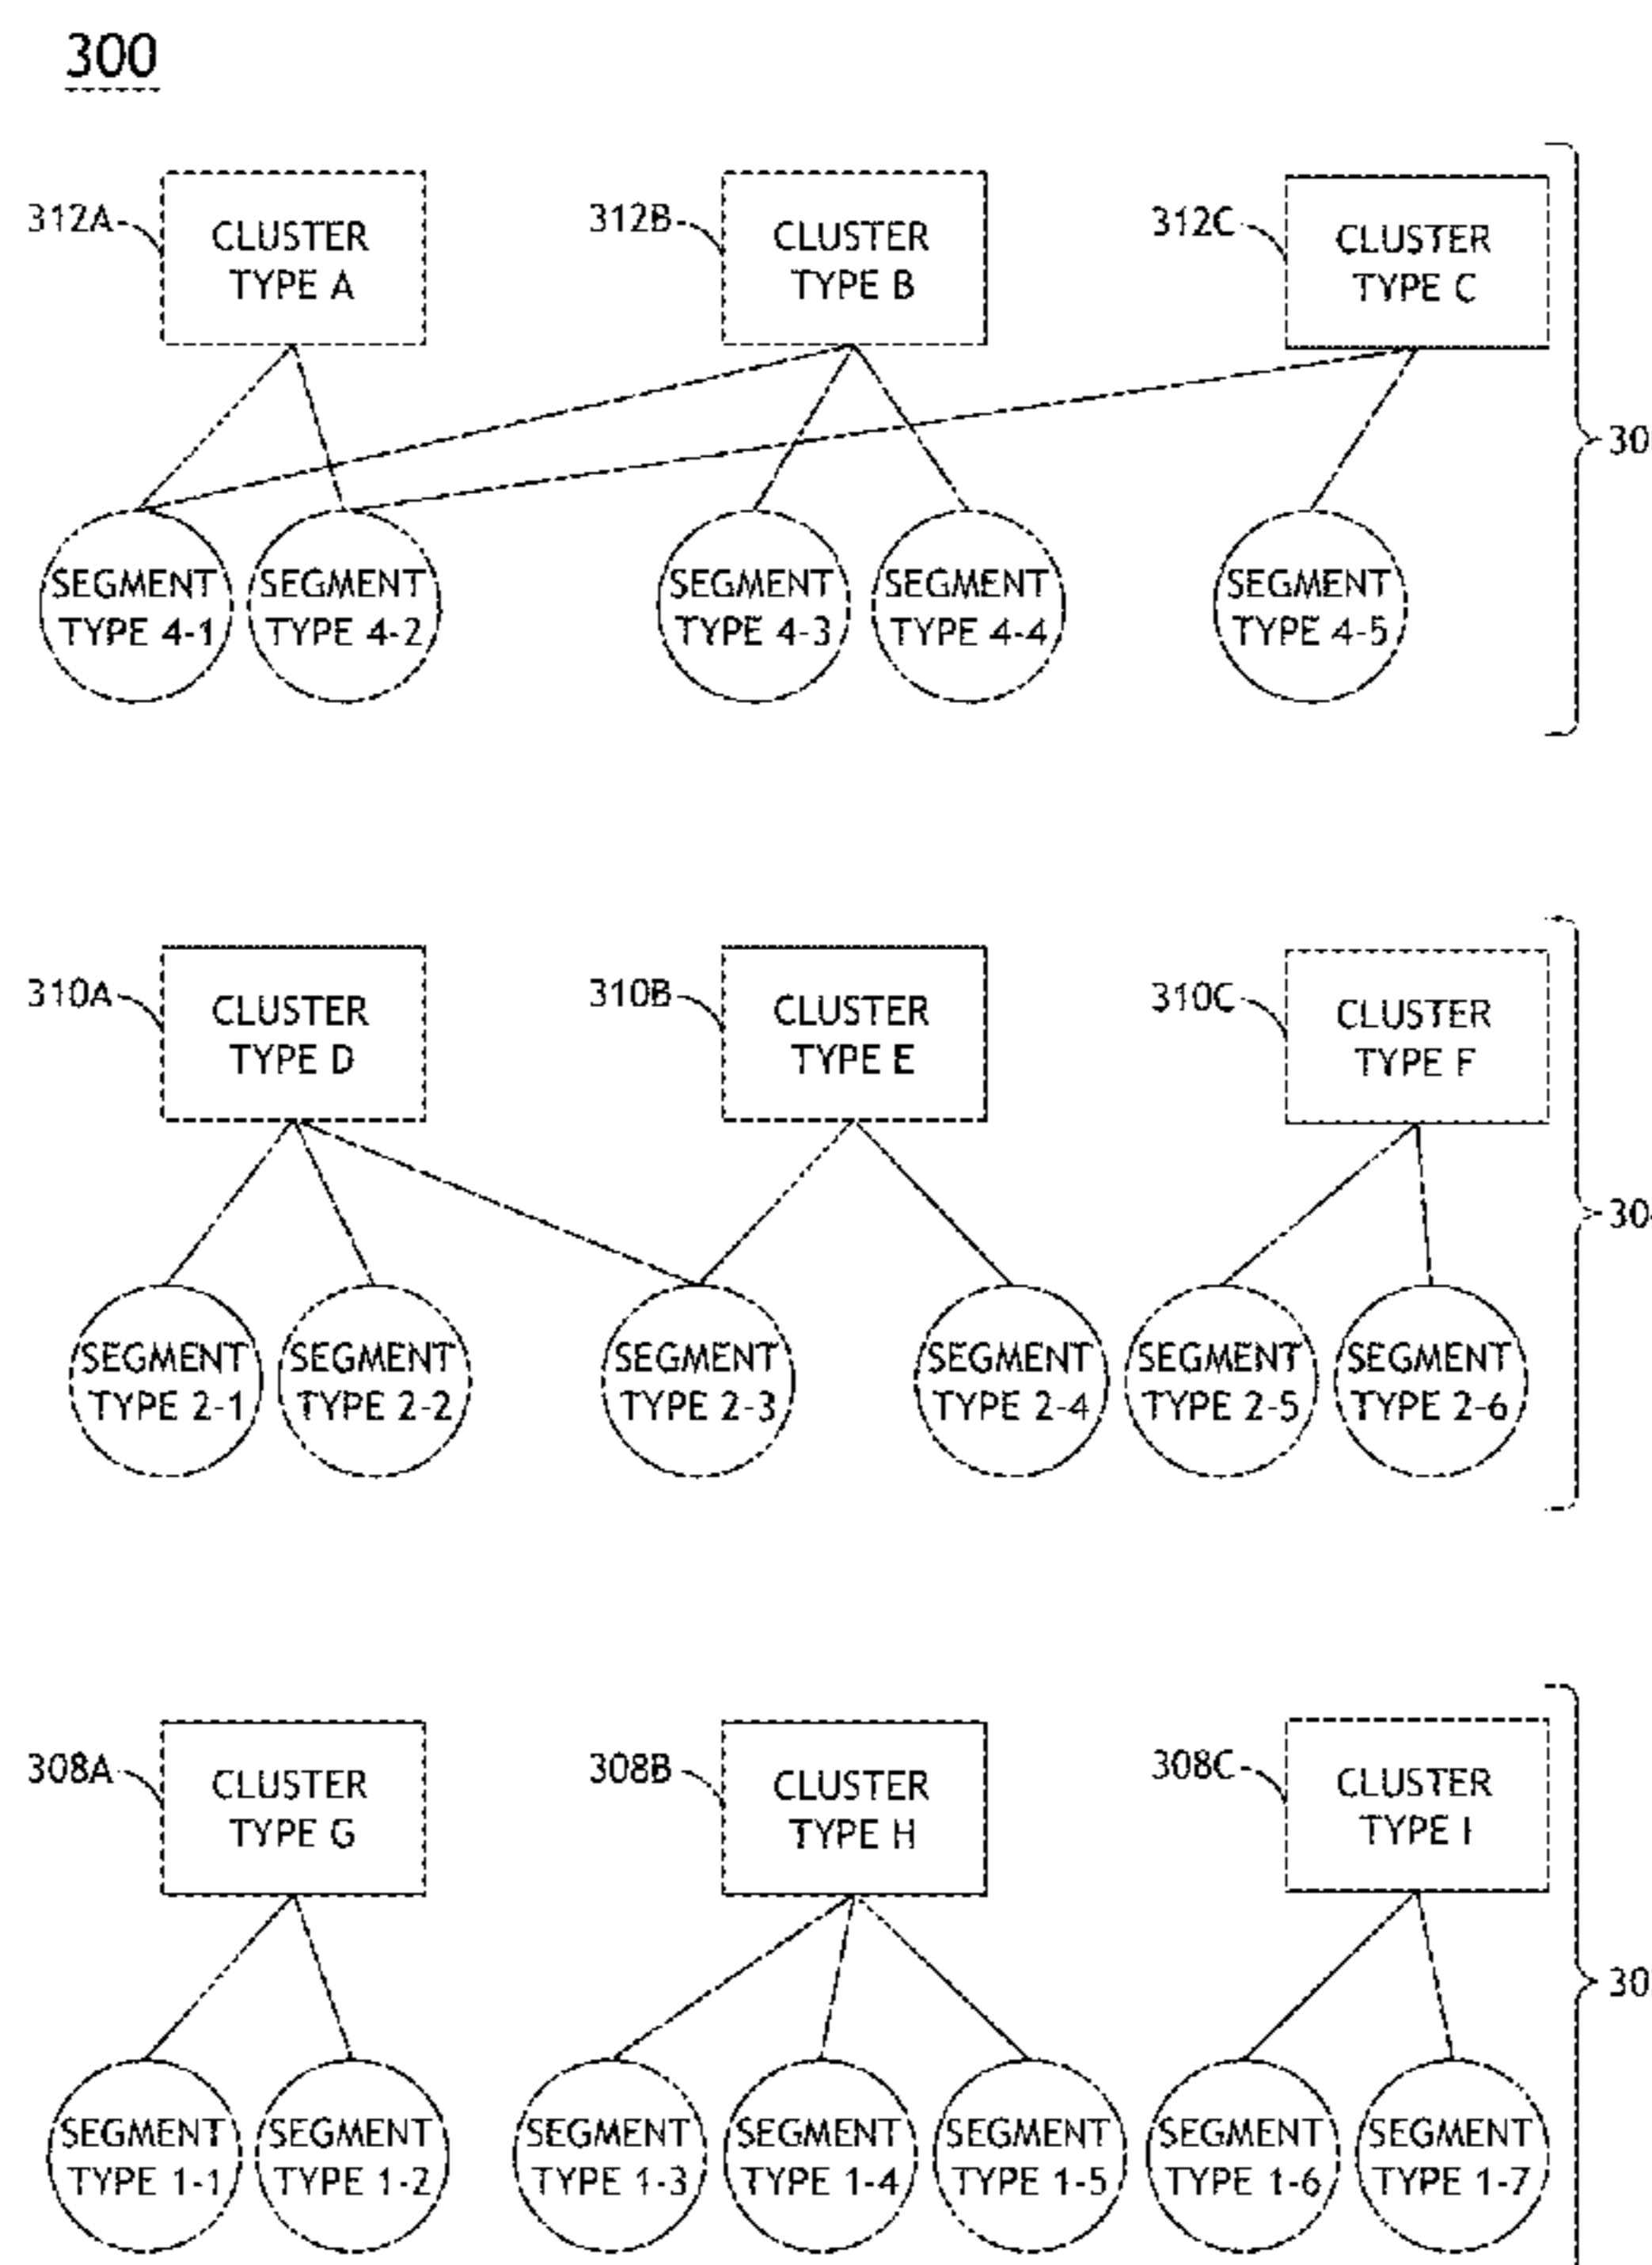 300
312A
CLUSTER
TYPE A
312B
CLUSTER
TYPE B
312C
CLUSTER
TYPE C
30
SEGMENT
TYPE 4-1
SEGMENT
TYPE 4-2
SEGMENT
TYPE 4-3
SEGMENT
TYPE 4-4
SEGMENT
TYPE 4-5
310A
CLUSTER
TYPE D
310B
CLUSTER
TYPE E
310C
CLUSTER
TYPE F
30
SEGMENT
TYPE 2-1
SEGMENT
TYPE 2-2
SEGMENT
TYPE 2-3
SEGMENT
TYPE 2-4
SEGMENT
TYPE 2-5
SEGMENT
TYPE 2-6
308A
CLUSTER
TYPE G
308B
CLUSTER
TYPE H
308C
CLUSTER
TYPE I
30
SEGMENT
TYPE 1-1
SEGMENT
TYPE 1-2
SEGMENT
TYPE 1-3
SEGMENT
TYPE 1-4
SEGMENT
TYPE 1-5
SEGMENT
TYPE 1-6
SEGMENT
TYPE 1-7